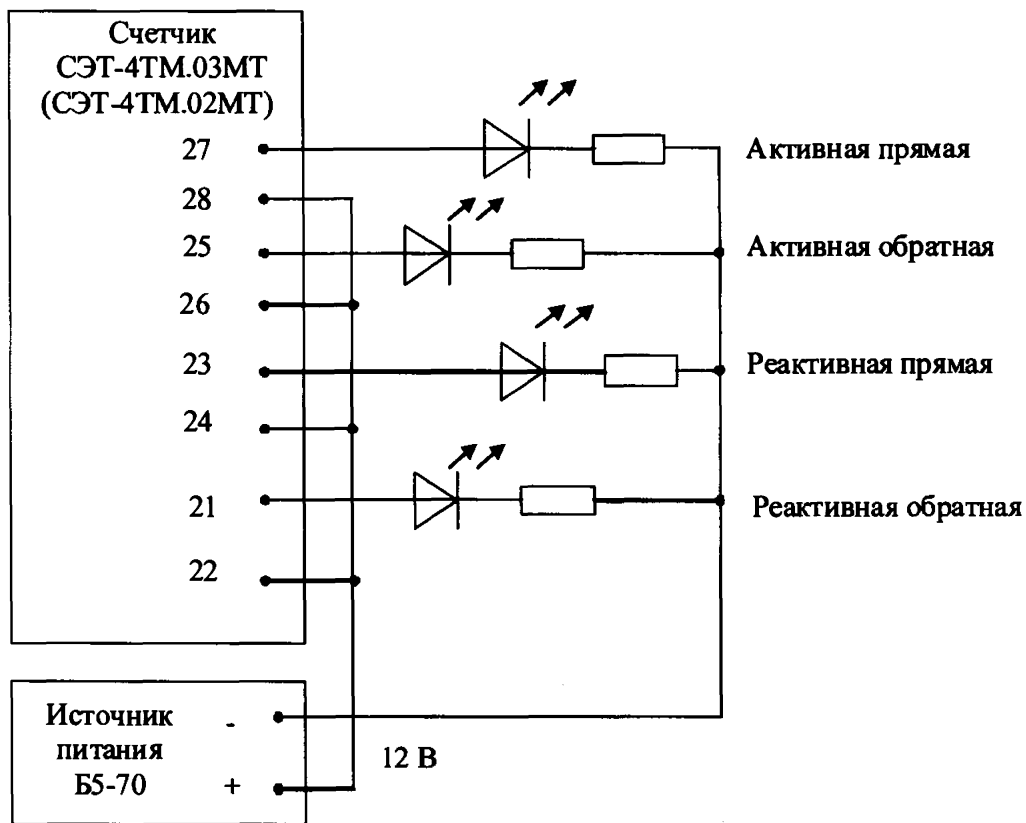 Счетчик
СЭТ-4ТМ.03МТ
(СЭТ-4ТМ.02МТ)
27
Активная прямая
28
25
Активная обратная
26
23
Реактивная прямая
24
21
Реактивная обратная
22
Источник
питания
Б5-70
-
+
12 В